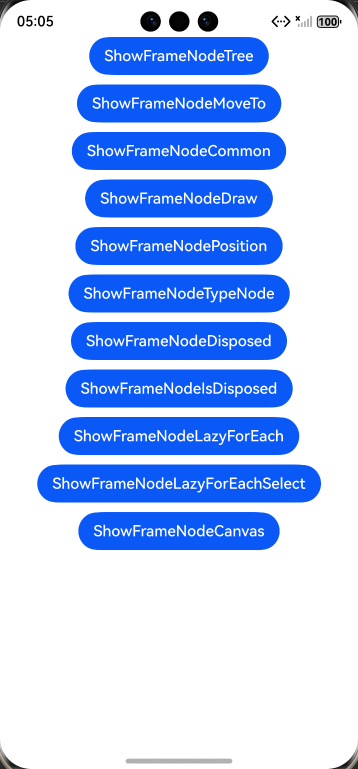 05:05
100
ShowFrameNodeTree
ShowFrameNodeMoveTo
ShowFrameNodeCommon
ShowFrameNodeDraw
ShowFrameNodePosition
ShowFrameNodeTypeNode
ShowFrameNodeDisposed
ShowFrameNodeIsDisposed
ShowFrameNodeLazyForEach
ShowFrameNodeLazyForEachSelect
ShowFrameNodeCanvas